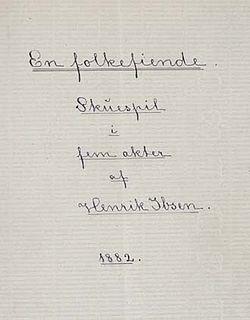 En folkefiende.
Skuespil
i
fem akter
af
Henrik Ibsen.
1882.